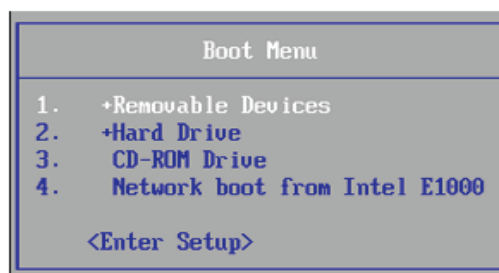 Boot Menu
1. +Removable Devices
2. +Hard Drive
3. CD-ROM Drive
4. Network boot from Intel E1000
<Enter Setup>